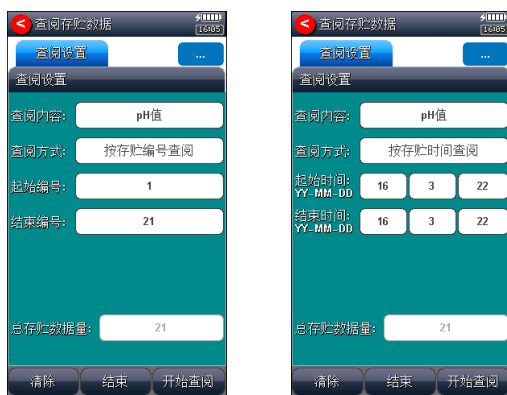 查阅存贮数据
16:05
查阅设置
...
查阅设置
查阅内容: pH值
查阅方式: 按存贮编号查阅
起始编号: 1
结束编号: 21
总存贮数据量: 21
清除 结束 开始查阅
查阅存贮数据
16:05
查阅设置
...
查阅设置
查阅内容: pH值
查阅方式: 按存贮时间查阅
起始时间: 16 3 22
YY-MM-DD
结束时间: 16 3 22
YY-MM-DD
总存贮数据量: 21
清除 结束 开始查阅